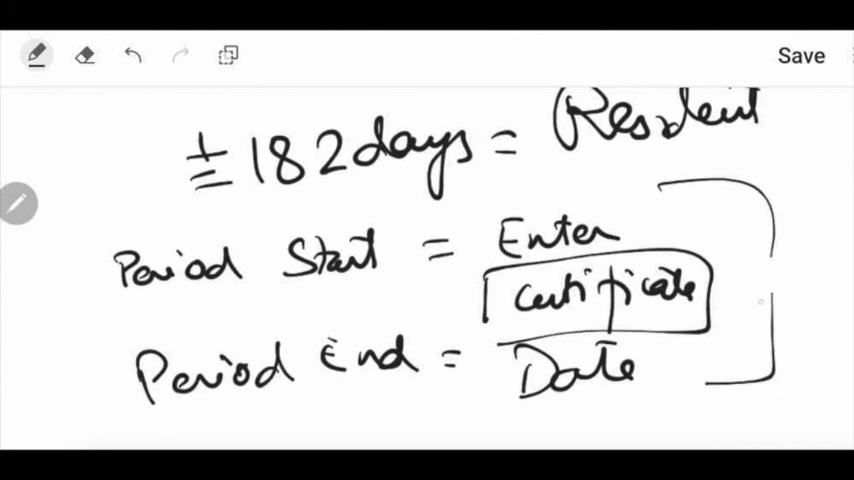 Save
± = 182 days = Resident
Period Start = Enter
Certificate
Period End = Date